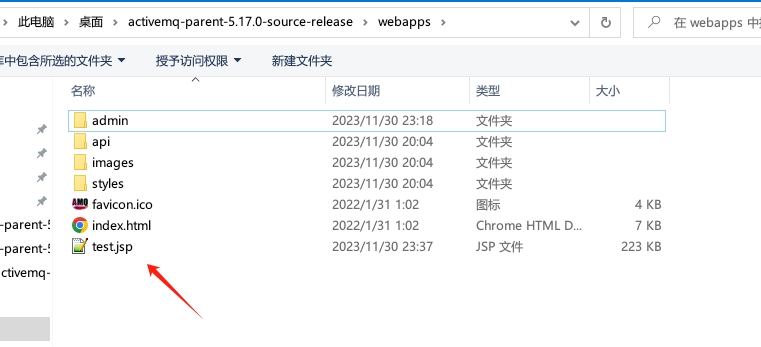 此电脑 > 桌面 > activemq-parent-5.17.0-source-release > webapps >
在 webapps 中
库中包含所选的文件夹 授予访问权限 新建文件夹
名称 修改日期 类型 大小
admin 2023/11/30 23:18 文件夹
api 2023/11/30 20:04 文件夹
images 2023/11/30 20:04 文件夹
styles 2023/11/30 20:04 文件夹
favicon.ico 2022/1/31 1:02 图标 4 KB
index.html 2022/1/31 1:02 Chrome HTML D... 7 KB
test.jsp 2023/11/30 23:37 JSP 文件 223 KB
-parent-5
-parent-5
activemq-pa